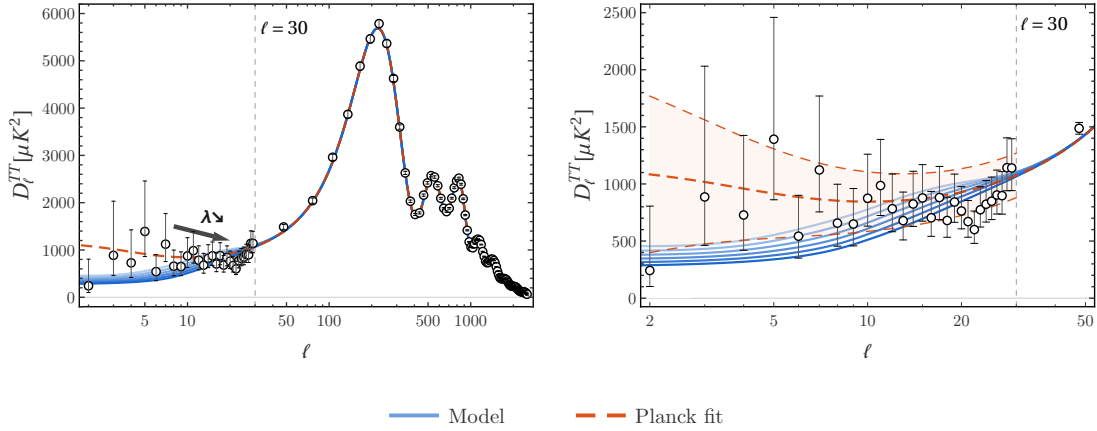 6000
5000
4000
3000
2000
1000
0
D_ℓ^{TT} [μK²]
ℓ = 30
λ↘
5 10 50 100 500 1000
ℓ
2500
2000
1500
1000
500
0
D_ℓ^{TT} [μK²]
ℓ = 30
2 5 10 20 50
ℓ
Model Planck fit